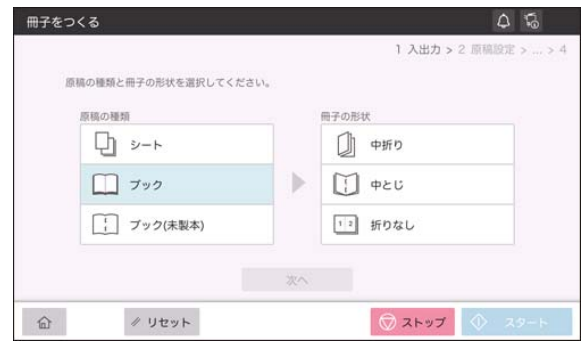 冊子をつくる
1 入出力 > 2 原稿設定 > ... > 4
原稿の種類と冊子の形状を選択してください。
原稿の種類
シート
ブック
ブック(未製本)
冊子の形状
中折り
中とじ
1 2 折りなし
次へ
リセット
ストップ
スタート